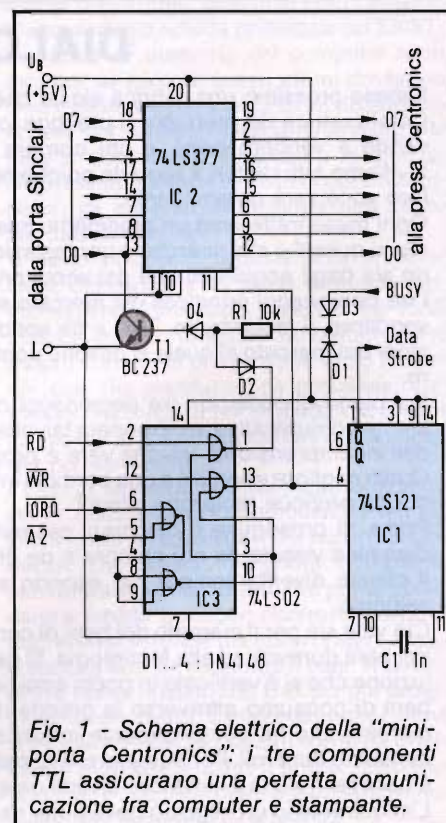 DIALO
U_B
(+5V)
dalla porta Sinclair
alla presa Centronics
20
D7
18
3
4
17
14
7
8
13
D0
74LS377
IC 2
19
2
5
16
15
6
9
12
D7
D0
1
10
11
BUSY
T1
BC 237
D4
R1 10k
D3
D2
D1
Data
Strobe
14
3 9 14
RD
WR
IORQ
A2
2
12
6
5
4
8
9
1
13
3
10
11
7
IC3
74LS02
6
1
4
Q
Q
74LS121
IC 1
7
10
11
C1 1n
D1...4 = 1N4148
Fig. 1 - Schema elettrico della "mini-
porta Centronics": tre componenti
TTL assicurano una perfetta comuni-
cazione fra computer e stampante.